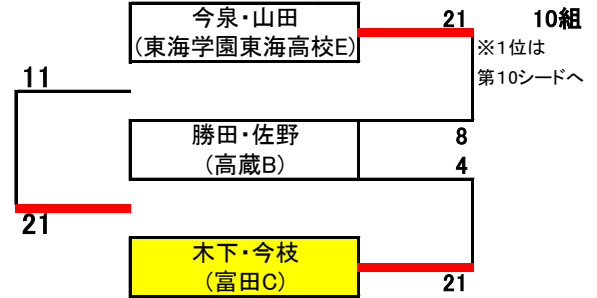 今泉・山田
(東海学園東海高校E)
21
10組
※1位は
第10シードへ
11
勝田・佐野
(高蔵B)
8
4
21
木下・今枝
(富田C)
21